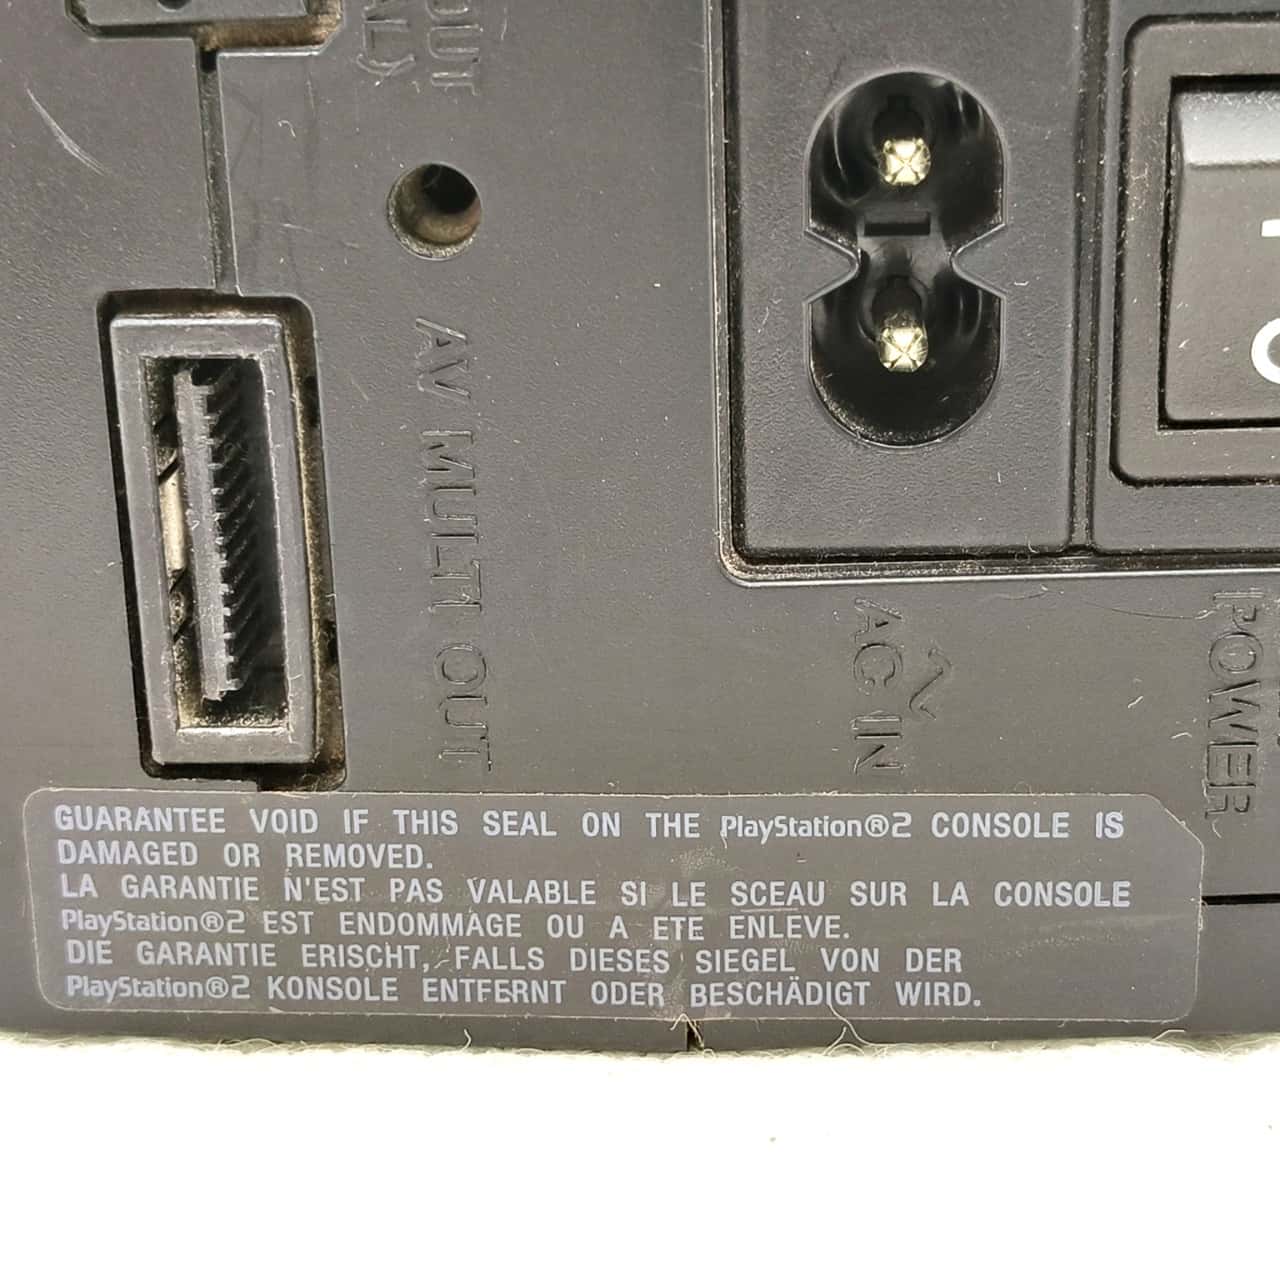 OUT
AL)
AV MULTI OUT
AC IN
POWER
GUARANTEE VOID IF THIS SEAL ON THE PlayStation®2 CONSOLE IS
DAMAGED OR REMOVED.
LA GARANTIE N'EST PAS VALABLE SI LE SCEAU SUR LA CONSOLE
PlayStation®2 EST ENDOMMAGE OU A ETE ENLEVE.
DIE GARANTIE ERISCHT, FALLS DIESES SIEGEL VON DER
PlayStation®2 KONSOLE ENTFERNT ODER BESCHÄDIGT WIRD.